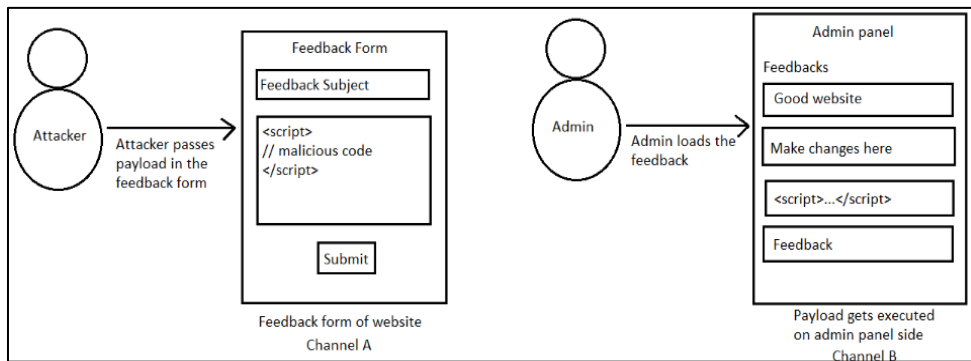 Feedback Form
Feedback Subject
Attacker
<script>
// malicious code
</script>
Attacker passes
payload in the
feedback form
Submit
Feedback form of website
Channel A
Admin panel
Feedbacks
Good website
Admin
Admin loads the
feedback
Make changes here
<script>...</script>
Feedback
Payload gets executed
on admin panel side
Channel B